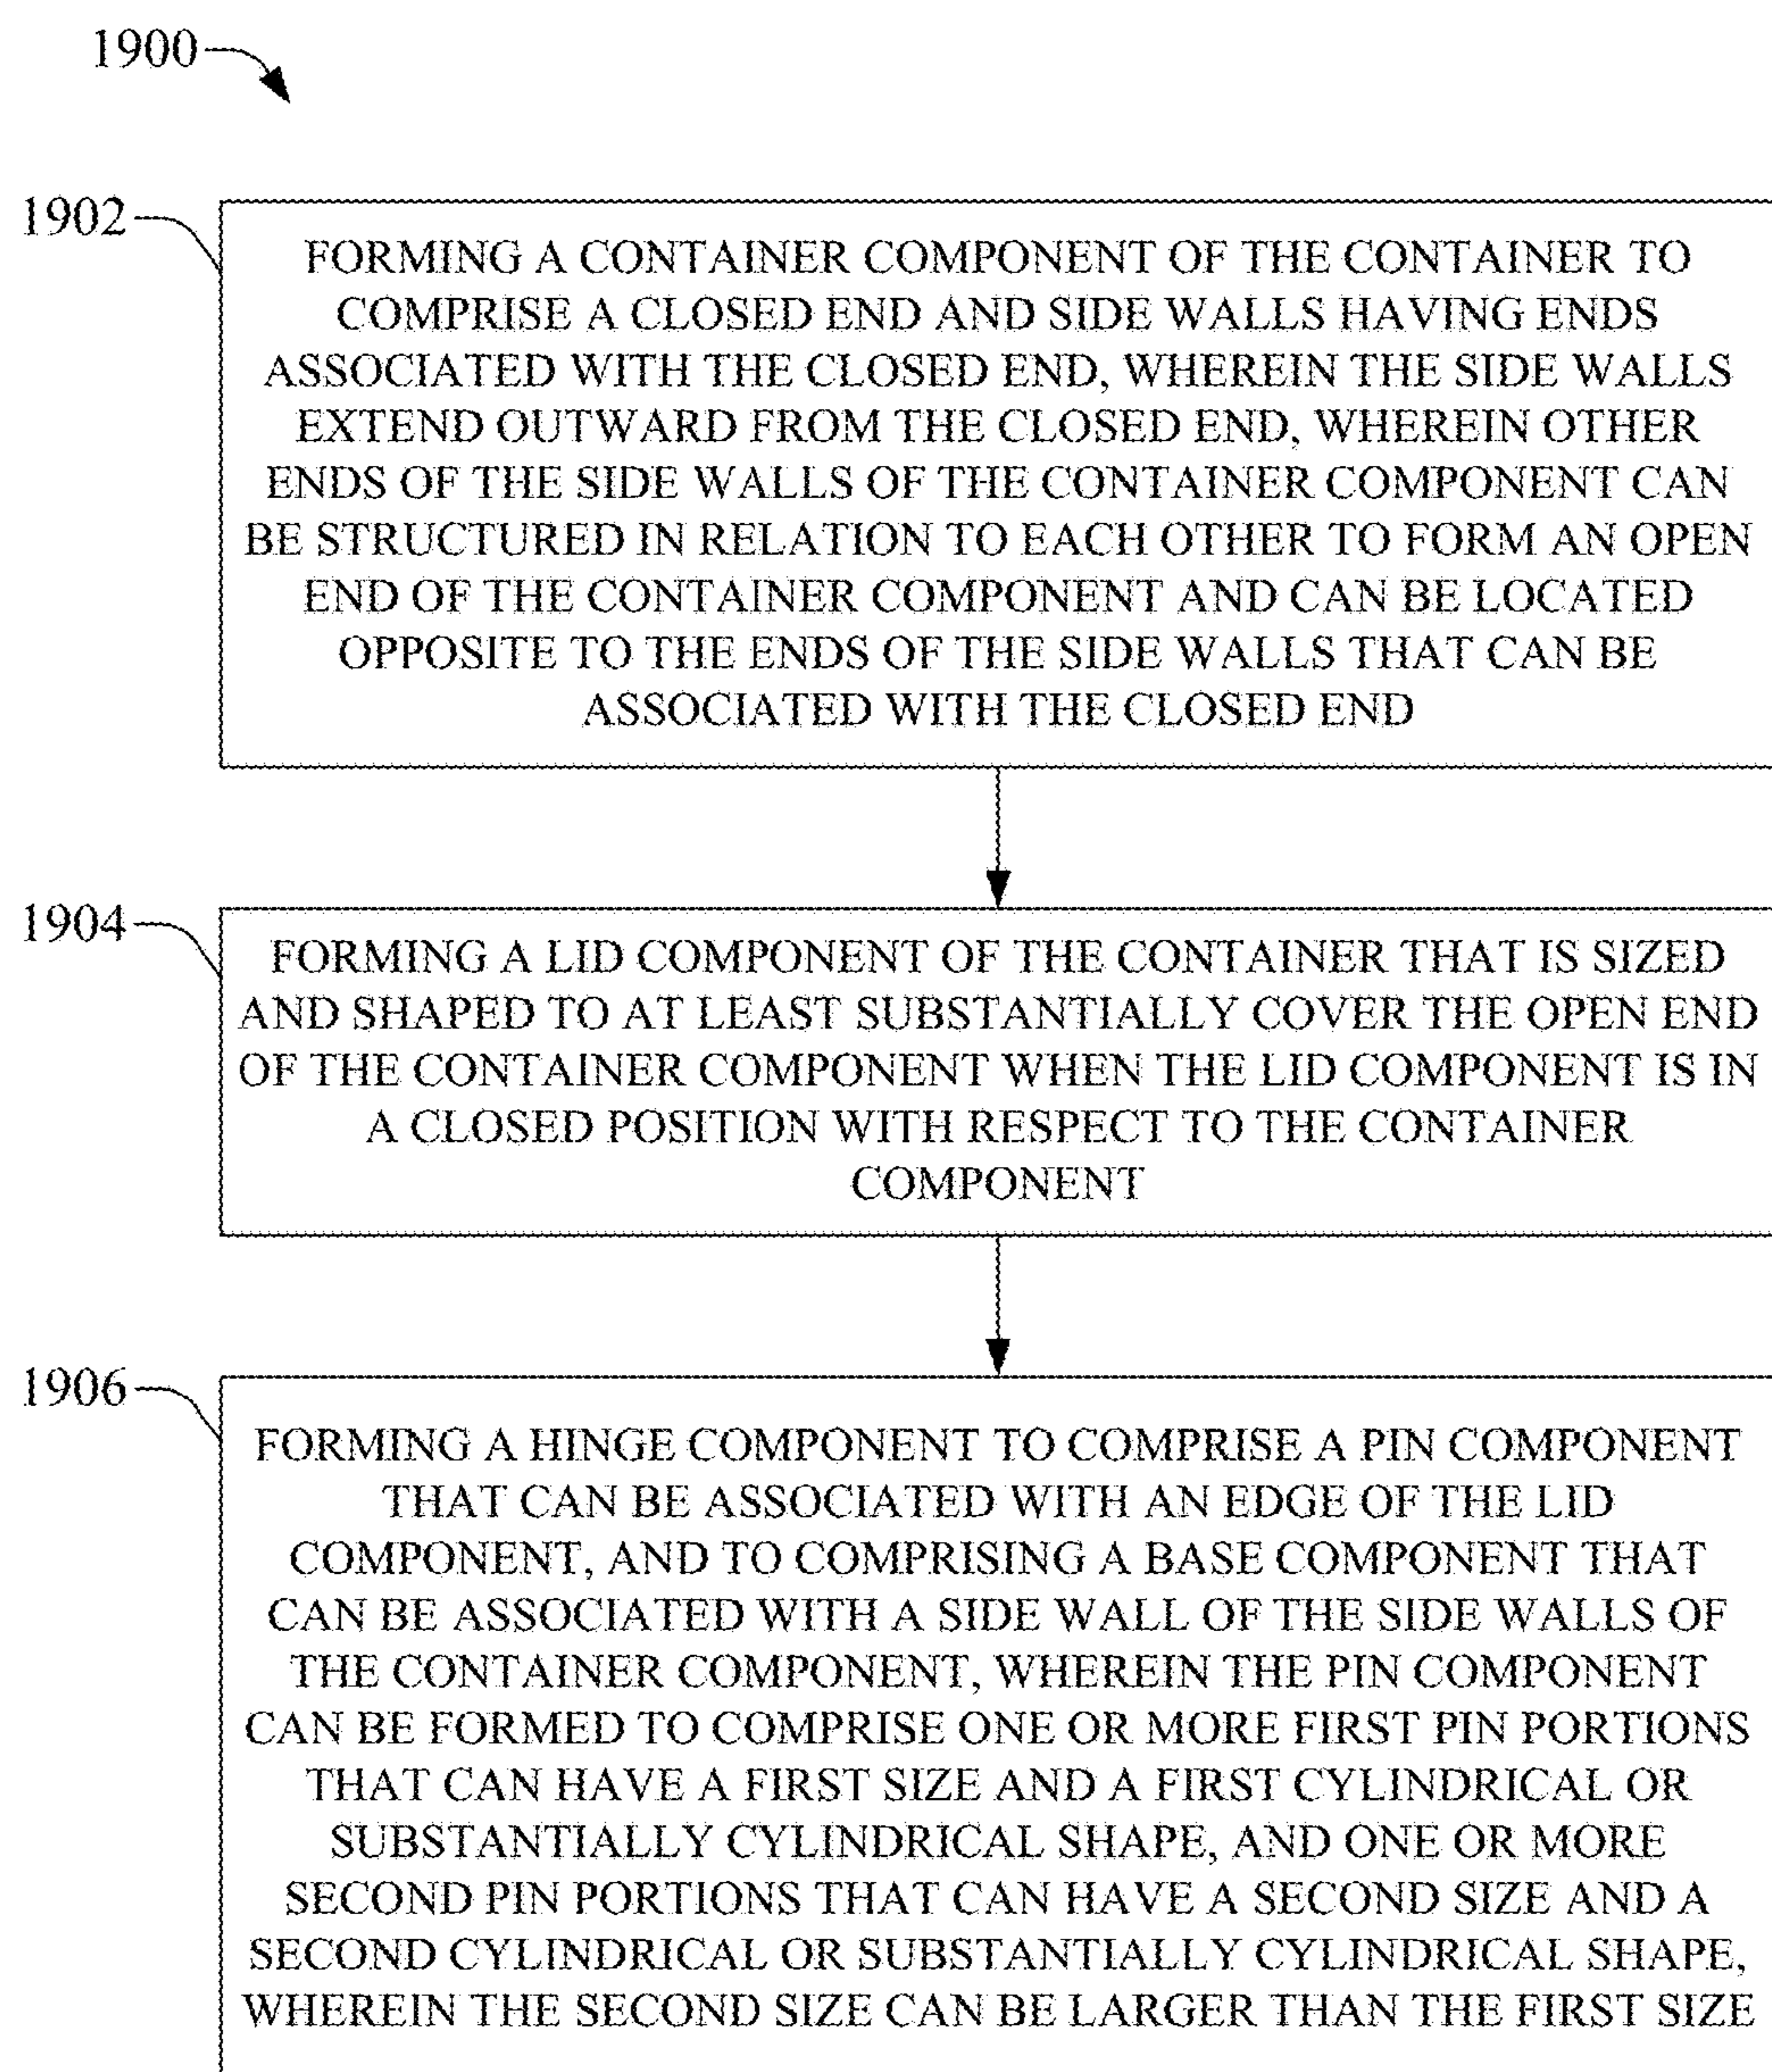 1900
1902
FORMING A CONTAINER COMPONENT OF THE CONTAINER TO
COMPRISE A CLOSED END AND SIDE WALLS HAVING ENDS
ASSOCIATED WITH THE CLOSED END, WHEREIN THE SIDE WALLS
EXTEND OUTWARD FROM THE CLOSED END, WHEREIN OTHER
ENDS OF THE SIDE WALLS OF THE CONTAINER COMPONENT CAN
BE STRUCTURED IN RELATION TO EACH OTHER TO FORM AN OPEN
END OF THE CONTAINER COMPONENT AND CAN BE LOCATED
OPPOSITE TO THE ENDS OF THE SIDE WALLS THAT CAN BE
ASSOCIATED WITH THE CLOSED END
1904
FORMING A LID COMPONENT OF THE CONTAINER THAT IS SIZED
AND SHAPED TO AT LEAST SUBSTANTIALLY COVER THE OPEN END
OF THE CONTAINER COMPONENT WHEN THE LID COMPONENT IS IN
A CLOSED POSITION WITH RESPECT TO THE CONTAINER
COMPONENT
1906
FORMING A HINGE COMPONENT TO COMPRISE A PIN COMPONENT
THAT CAN BE ASSOCIATED WITH AN EDGE OF THE LID
COMPONENT, AND TO COMPRISING A BASE COMPONENT THAT
CAN BE ASSOCIATED WITH A SIDE WALL OF THE SIDE WALLS OF
THE CONTAINER COMPONENT, WHEREIN THE PIN COMPONENT
CAN BE FORMED TO COMPRISE ONE OR MORE FIRST PIN PORTIONS
THAT CAN HAVE A FIRST SIZE AND A FIRST CYLINDRICAL OR
SUBSTANTIALLY CYLINDRICAL SHAPE, AND ONE OR MORE
SECOND PIN PORTIONS THAT CAN HAVE A SECOND SIZE AND A
SECOND CYLINDRICAL OR SUBSTANTIALLY CYLINDRICAL SHAPE,
WHEREIN THE SECOND SIZE CAN BE LARGER THAN THE FIRST SIZE